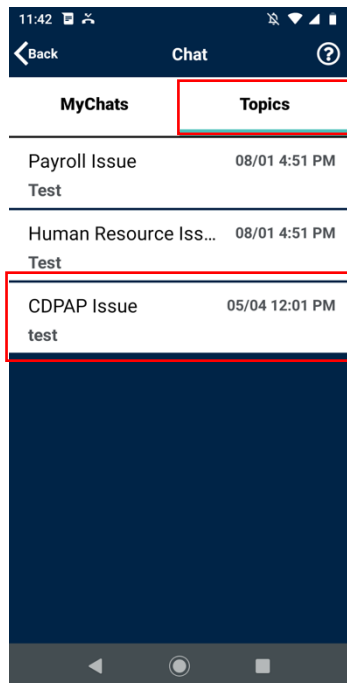 11:42
Back Chat ?
MyChats Topics
Payroll Issue 08/01 4:51 PM
Test
Human Resource Iss... 08/01 4:51 PM
Test
CDPAP Issue 05/04 12:01 PM
test